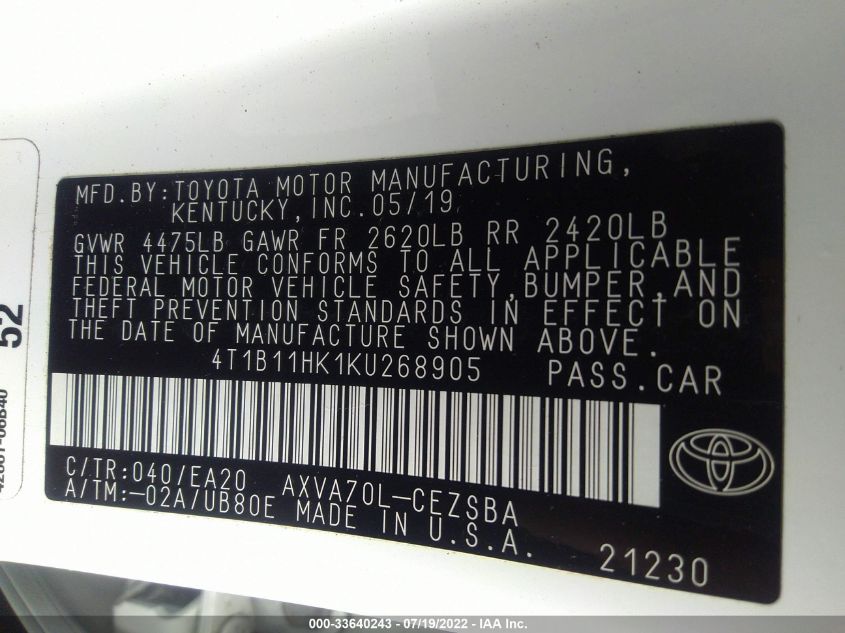 MFD.BY:TOYOTA MOTOR MANUFACTURING,
KENTUCKY,INC.05/19
GVWR 4475LB GAWR FR 2620LB RR 2420LB
THIS VEHICLE CONFORMS TO ALL APPLICABLE
FEDERAL MOTOR VEHICLE SAFETY,BUMPER,AND
THEFT PREVENTION STANDARDS IN EFFECT ON
THE DATE OF MANUFACTURE SHOWN ABOVE.
4T1B11HK1KU268905 PASS.CAR
C/TR:040/EA20 AXVA70L-CEZSBA
A/TM:-02A/UB80E MADE IN U.S.A.
21230
52
000-33640243 - 07/19/2022 - IAA Inc.